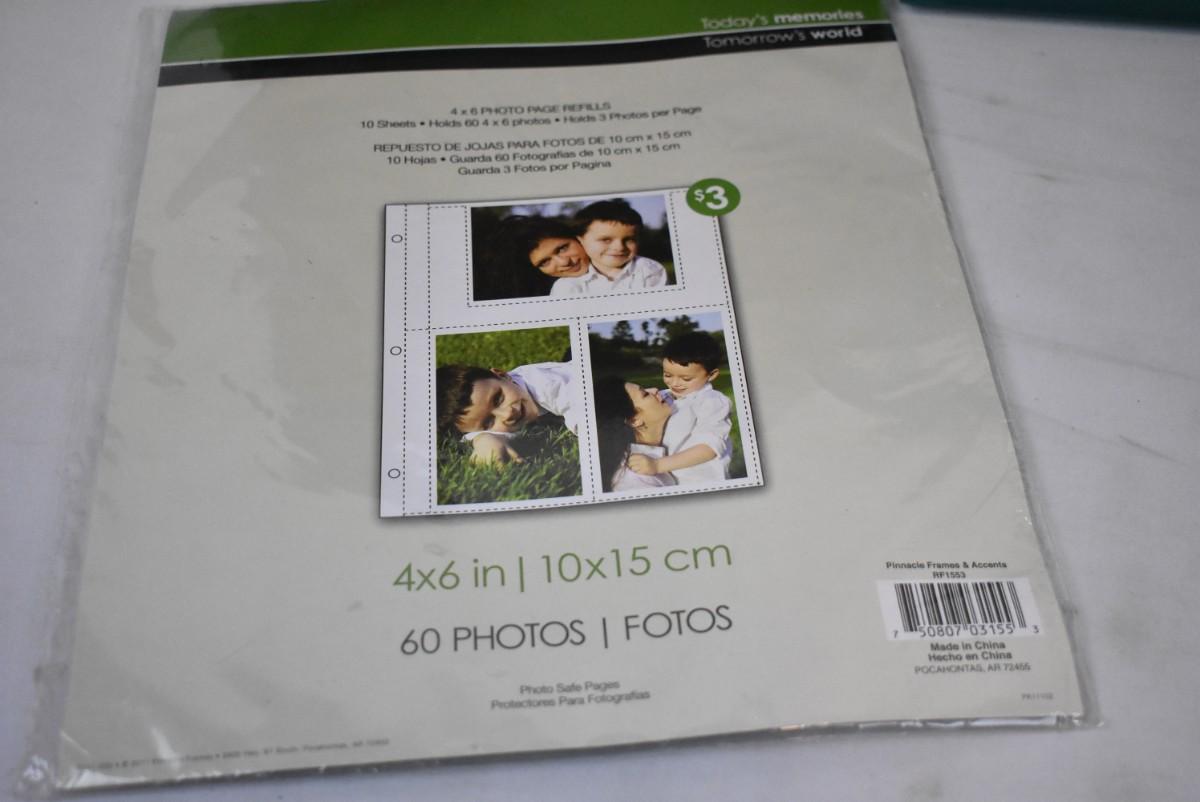 Today's memories
Tomorrow's world
4 x 6 PHOTO PAGE REFILLS
10 Sheets • Holds 60 4 x 6 photos • Holds 3 Photos per Page
REPUESTO DE JOJAS PARA FOTOS DE 10 cm x 15 cm
10 Hojas • Guarda 60 Fotografias de 10 cm x 15 cm
Guarda 3 Fotos por Pagina
$3
4x6 in | 10x15 cm
60 PHOTOS | FOTOS
Photo Safe Pages
Protectores Para Fotografias
Pinnacle Frames & Accents
RF1553
7 50807 03155 3
Made in China
Hecho en China
POCAHONTAS, AR 72455